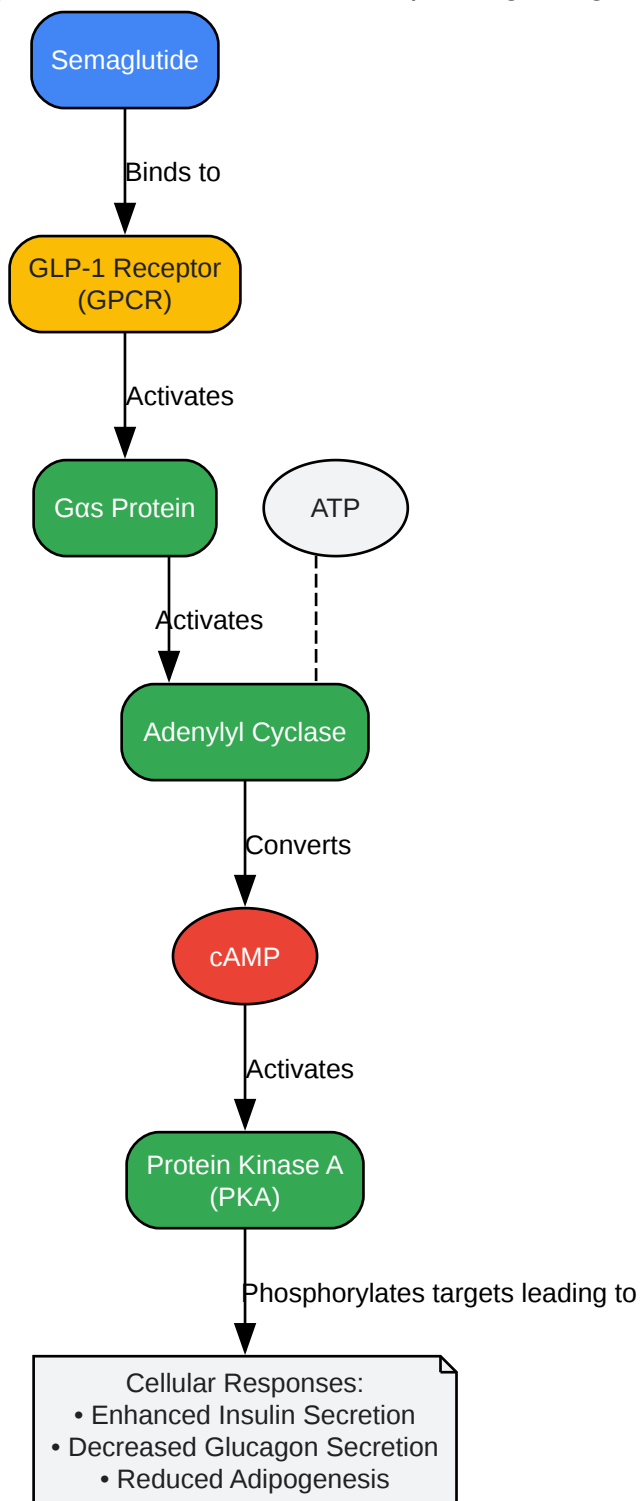 Semaglutide
Binds to
GLP-1 Receptor
(GPCR)
Activates
Gαs Protein
ATP
Activates
Adenylyl Cyclase
Converts
cAMP
Activates
Protein Kinase A
(PKA)
Phosphorylates targets leading to
Cellular Responses:
• Enhanced Insulin Secretion
• Decreased Glucagon Secretion
• Reduced Adipogenesis